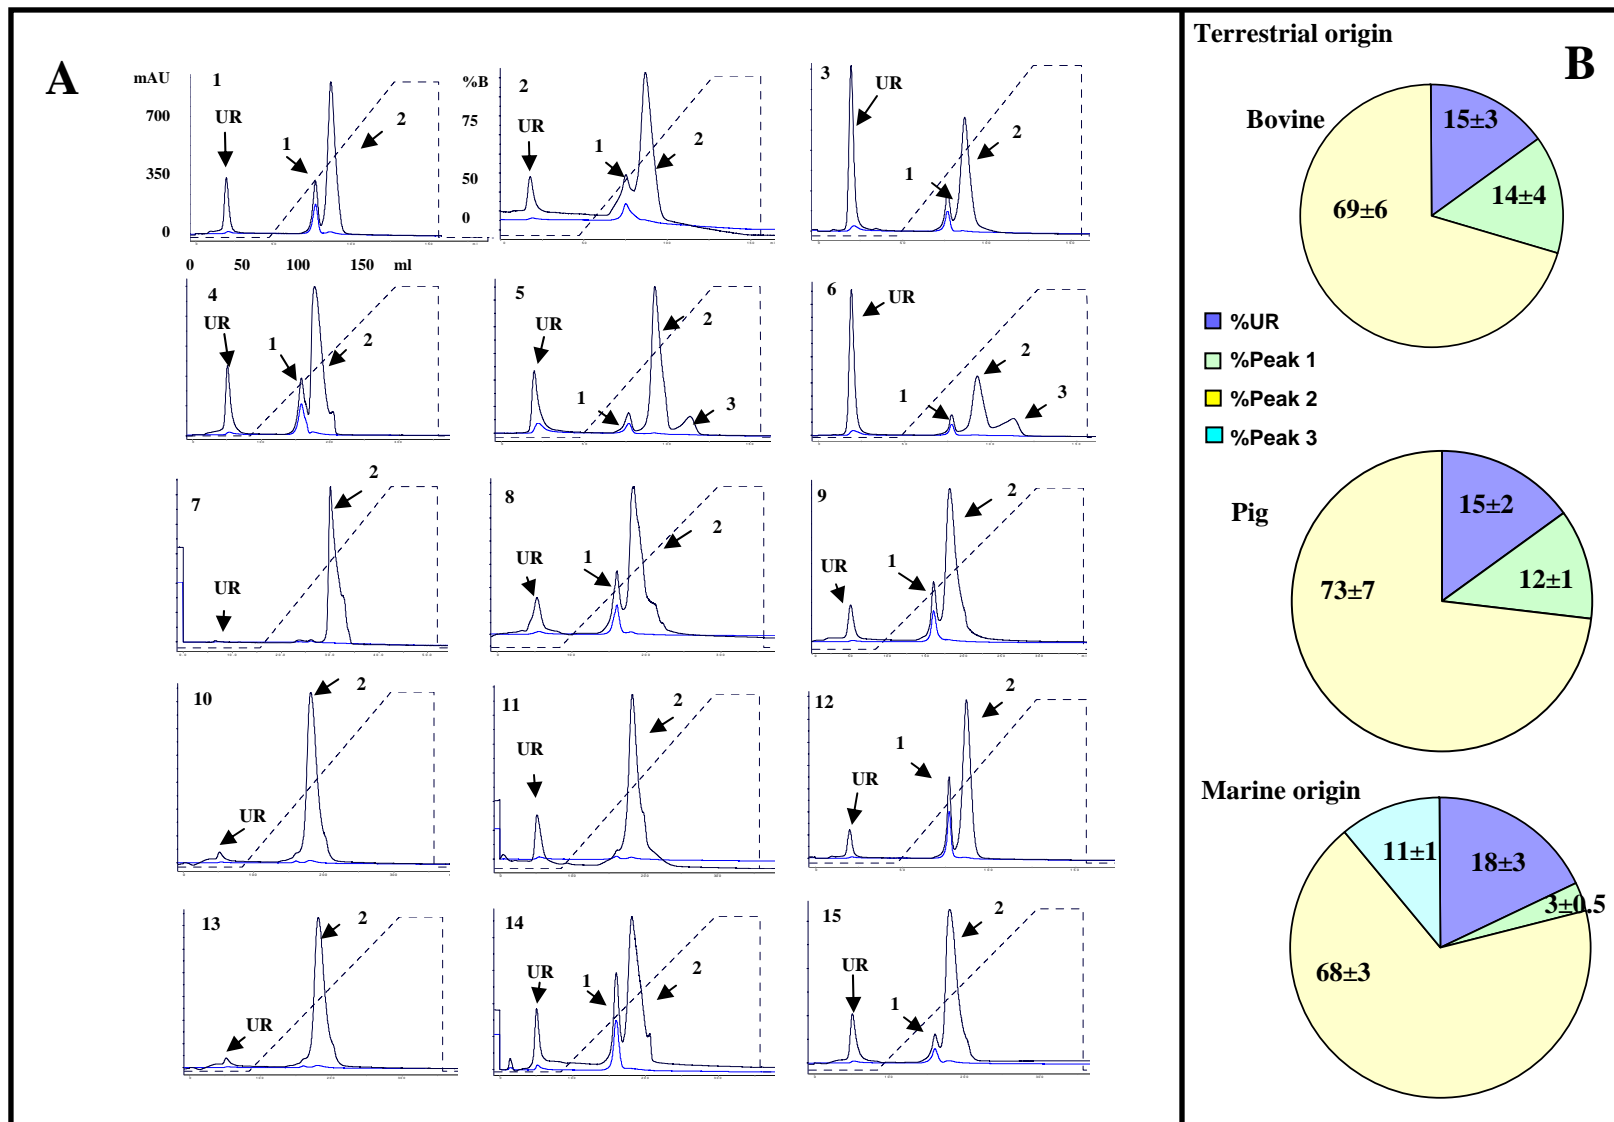 A
B
mAU
700
350
0
0 50 100 150 ml
%B
75
50
0
1
UR
1
2
2
UR
1
2
3
UR
1
2
4
UR
1
2
5
UR
1
2
3
6
UR
1
2
3
7
UR
2
8
UR
1
2
9
UR
1
2
10
UR
2
11
UR
2
12
UR
1
2
13
UR
2
14
UR
1
2
15
UR
1
2
Terrestrial origin
Bovine
15±3
14±4
69±6
%UR
%Peak 1
%Peak 2
%Peak 3
Pig
15±2
12±1
73±7
Marine origin
11±1
18±3
3±0.5
68±3